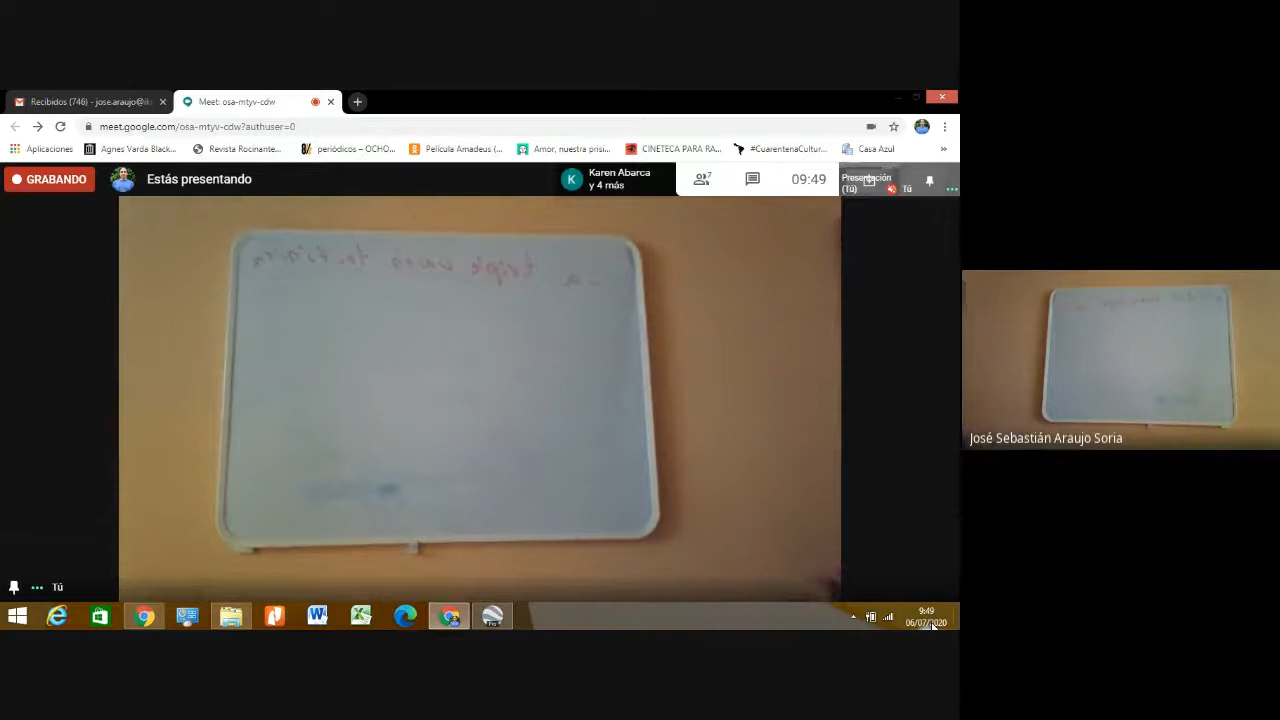 Recibidos (746) - jose.araujo@ik
Meet: osa-mtyv-cdw
meet.google.com/osa-mtyv-cdw?authuser=0
Aplicaciones
Agnes Varda Black...
Revista Rocinante...
periódicos – OCHO...
Película Amadeus (...
Amor, nuestra prisi...
CINETECA PARA RA...
#CuarentenaCultur...
Casa Azul
»
GRABANDO
Estás presentando
K
Karen Abarca
y 4 más
7
09:49
Presentación
(Tú)
Tú
triple
José Sebastián Araujo Soria
Tú
9:49
06/07/2020